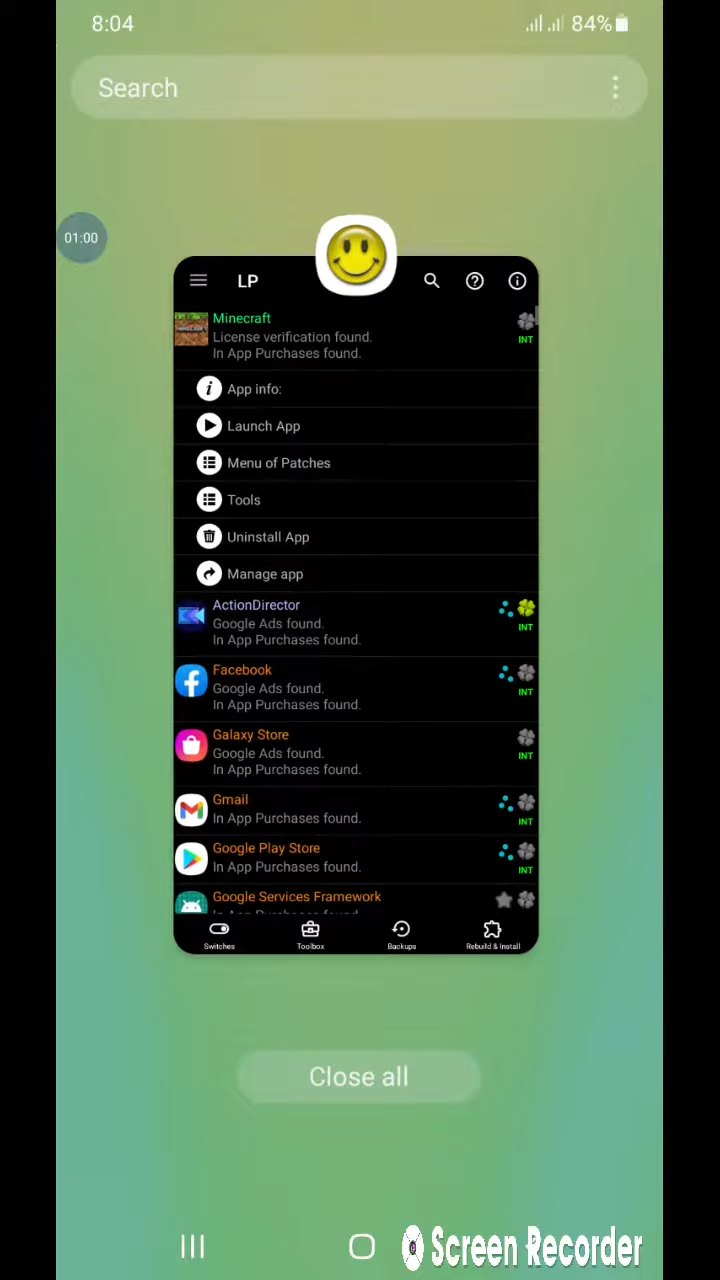 8:04
84%
Search
01:00
LP
Minecraft
License verification found.
In App Purchases found.
INT
App info:
Launch App
Menu of Patches
Tools
Uninstall App
Manage app
ActionDirector
Google Ads found.
In App Purchases found.
INT
Facebook
Google Ads found.
In App Purchases found.
INT
Galaxy Store
Google Ads found.
In App Purchases found.
INT
Gmail
In App Purchases found.
INT
Google Play Store
In App Purchases found.
INT
Google Services Framework
In App Purchases found.
Switches
Toolbox
Backups
Rebuild & Install
Close all
Screen Recorder